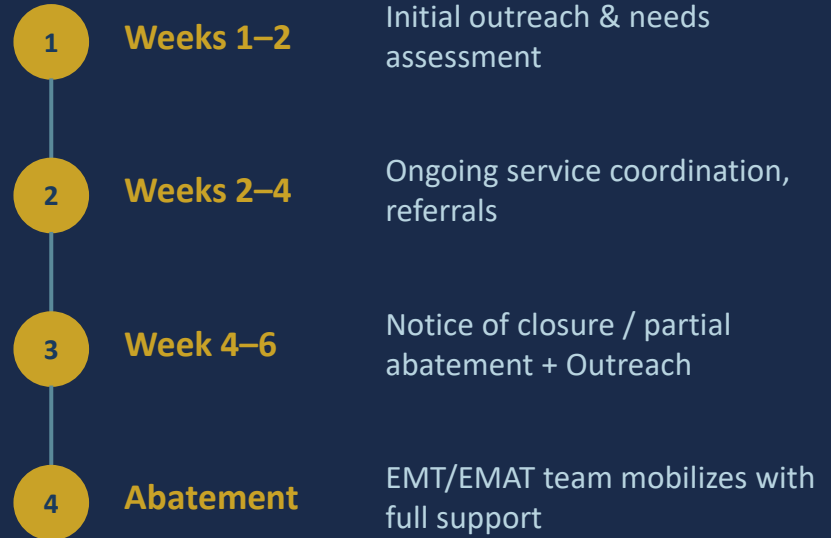 1
Weeks 1–2
Initial outreach & needs
assessment
2
Weeks 2–4
Ongoing service coordination,
referrals
3
Week 4–6
Notice of closure / partial
abatement + Outreach
4
Abatement
EMT/EMAT team mobilizes with
full support